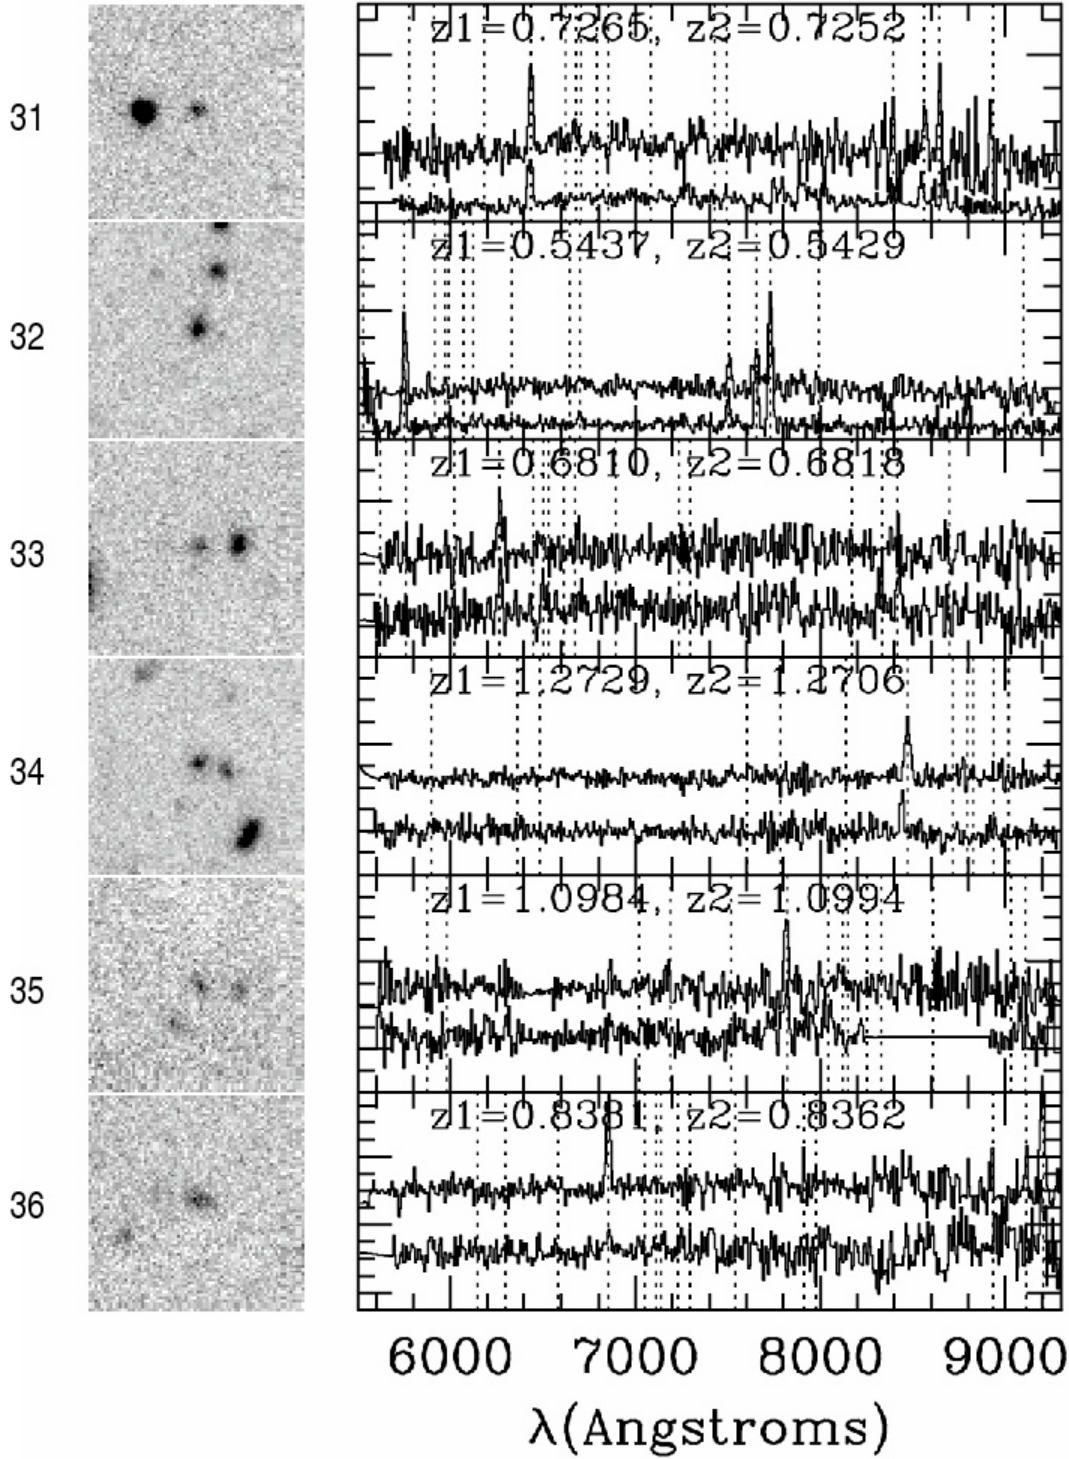 31
z1=0.7265, z2=0.7252
32
z1=0.5437, z2=0.5429
33
z1=0.6810, z2=0.6818
34
z1=1.2729, z2=1.2706
35
z1=1.0984, z2=1.0994
36
z1=0.8381, z2=0.8362
6000 7000 8000 9000
λ(Angstroms)